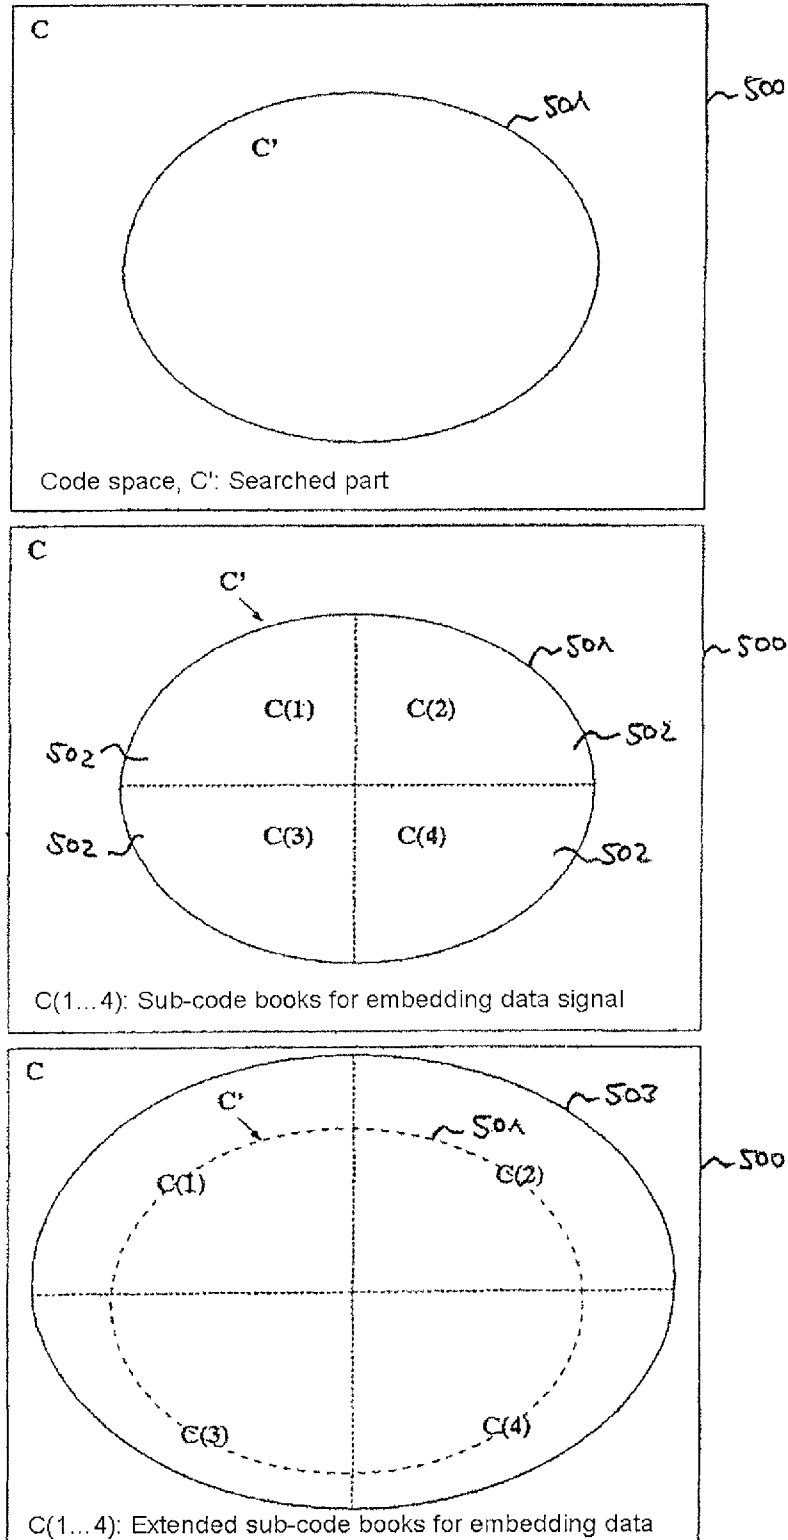 C
501
500
C'
Code space, C': Searched part
C
C'
501
500
C(1)
C(2)
502
502
C(3)
C(4)
502
502
C(1...4): Sub-code books for embedding data signal
C
503
C'
501
500
C(1)
C(2)
C(3)
C(4)
C(1...4): Extended sub-code books for embedding data